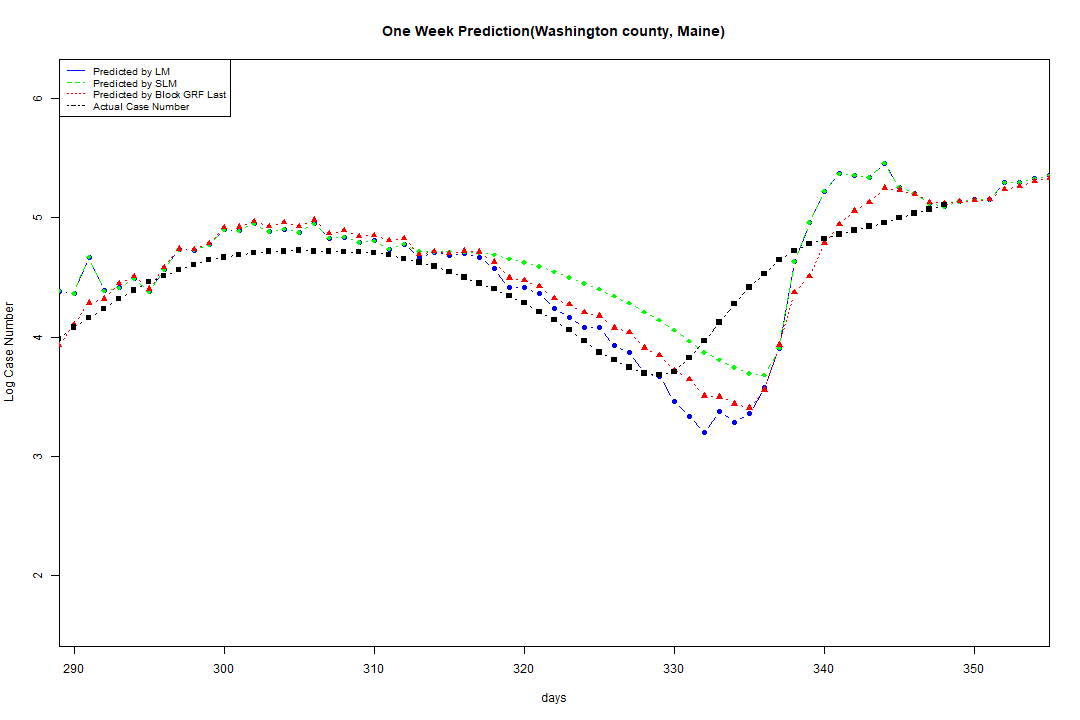 One Week Prediction(Washington county, Maine)
Predicted by LM
Predicted by SLM
Predicted by Block GRF Last
Actual Case Number
6
5
4
3
2
Log Case Number
290 300 310 320 330 340 350
days